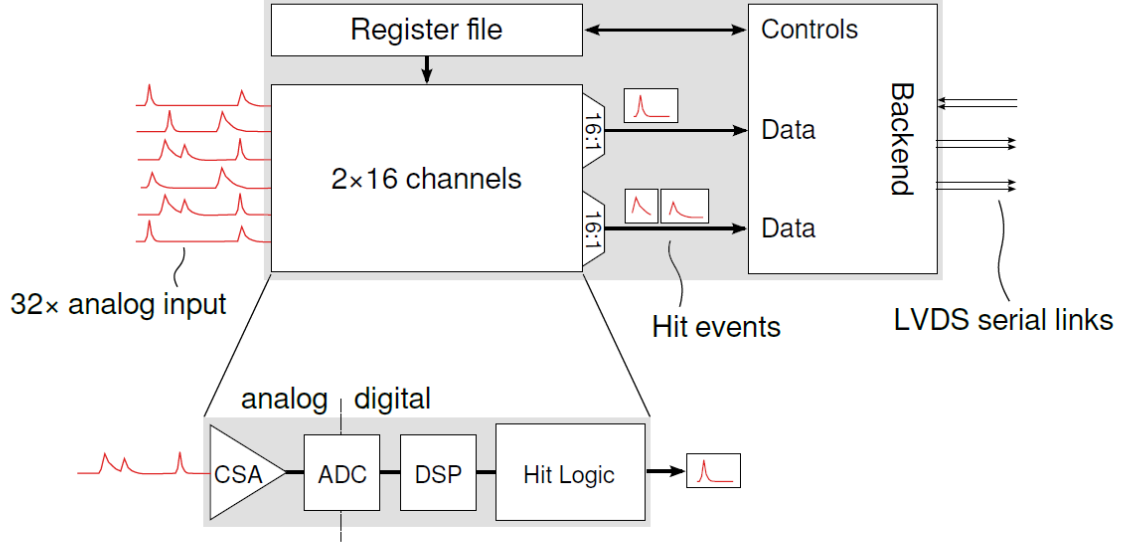 Register file
Controls
16:1
Data
Backend
2×16 channels
16:1
Data
32× analog input
Hit events
LVDS serial links
analog digital
CSA
ADC
DSP
Hit Logic